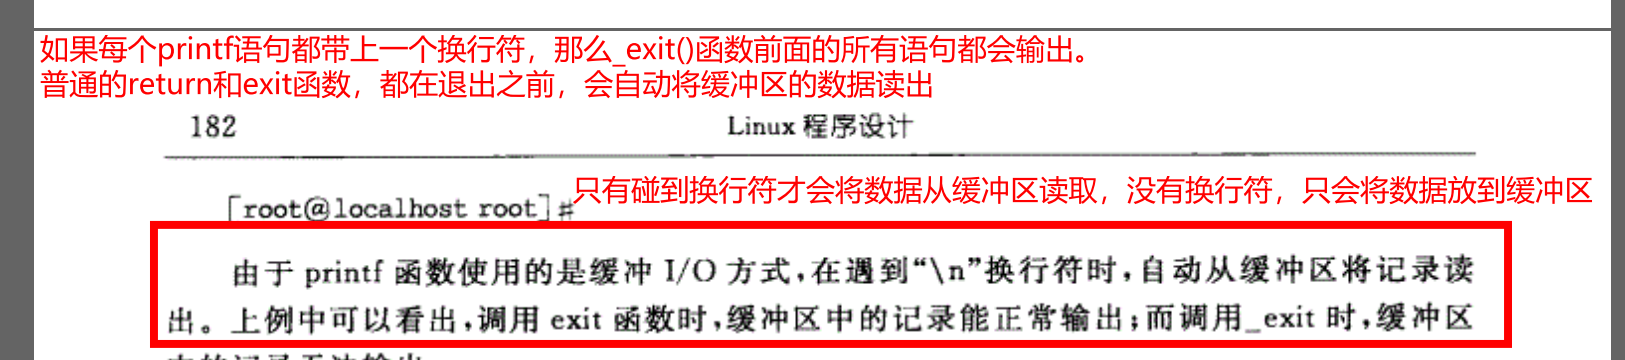 如果每个printf语句都带上一个换行符，那么_exit()函数前面的所有语句都会输出。
普通的return和exit函数，都在退出之前，会自动将缓冲区的数据读出
182 Linux 程序设计
只有碰到换行符才会将数据从缓冲区读取，没有换行符，只会将数据放到缓冲区
[root@localhost root]#
由于 printf 函数使用的是缓冲 I/O 方式,在遇到“\n”换行符时,自动从缓冲区将记录读
出。上例中可以看出,调用 exit 函数时,缓冲区中的记录能正常输出;而调用_exit 时,缓冲区